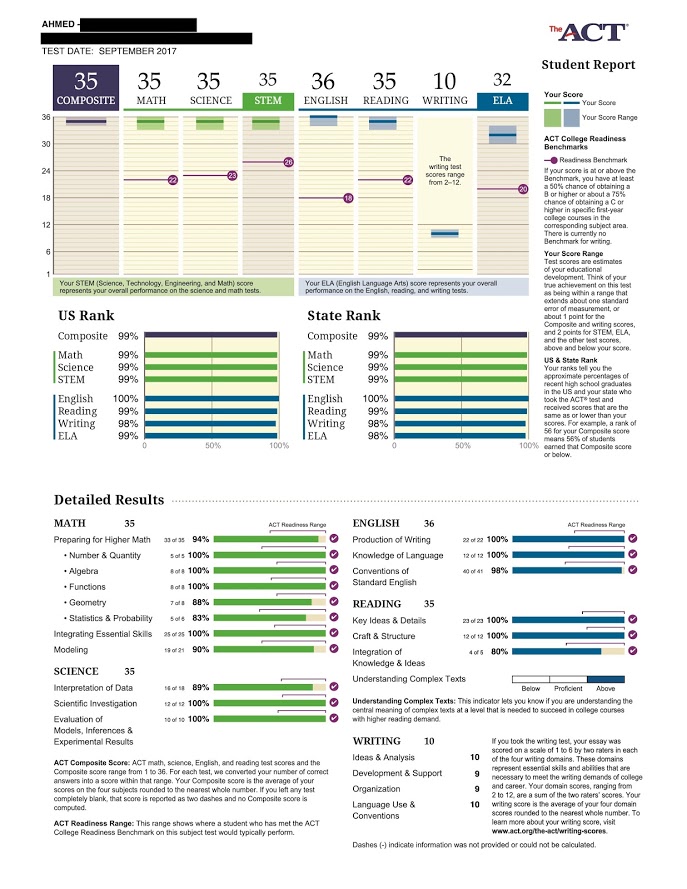 AHMED -
TEST DATE: SEPTEMBER 2017
The ACT®
Student Report
35 35 35 35 36 35 10 32
COMPOSITE MATH SCIENCE STEM ENGLISH READING WRITING ELA
36
30
24
18
12
6
1
22
23
26
18
22
20
The
writing test
scores range
from 2–12.
Your STEM (Science, Technology, Engineering, and Math) score
represents your overall performance on the science and math tests.
Your ELA (English Language Arts) score represents your overall
performance on the English, reading, and writing tests.
Your Score
Your Score
Your Score Range
ACT College Readiness
Benchmarks
Readiness Benchmark
If your score is at or above the
Benchmark, you have at least
a 50% chance of obtaining a
B or higher or about a 75%
chance of obtaining a C or
higher in specific first-year
college courses in the
corresponding subject area.
There is currently no
Benchmark for writing.
Your Score Range
Test scores are estimates
of your educational
development. Think of your
true achievement on this test
as being within a range that
extends about one standard
error of measurement, or
about 1 point for the
Composite and writing scores,
and 2 points for STEM, ELA,
and the other test scores,
above and below your score.
US & State Rank
Your ranks tell you the
approximate percentages of
recent high school graduates
in the US and your state who
took the ACT® test and
received scores that are the
same as or lower than your
scores. For example, a rank of
56 for your Composite score
means 56% of students
earned that Composite score
or below.
US Rank
Composite 99%
Math 99%
Science 99%
STEM 99%
English 100%
Reading 99%
Writing 98%
ELA 99%
0 50% 100%
State Rank
Composite 99%
Math 99%
Science 99%
STEM 99%
English 100%
Reading 99%
Writing 98%
ELA 98%
0 50% 100%
Detailed Results
MATH 35
ACT Readiness Range
Preparing for Higher Math 33 of 35 94%
• Number & Quantity 5 of 5 100%
• Algebra 8 of 8 100%
• Functions 8 of 8 100%
• Geometry 7 of 8 88%
• Statistics & Probability 5 of 6 83%
Integrating Essential Skills 25 of 25 100%
Modeling 19 of 21 90%
SCIENCE 35
Interpretation of Data 16 of 18 89%
Scientific Investigation 12 of 12 100%
Evaluation of 10 of 10 100%
Models, Inferences &
Experimental Results
ACT Composite Score: ACT math, science, English, and reading test scores and the
Composite score range from 1 to 36. For each test, we converted your number of correct
answers into a score within that range. Your Composite score is the average of your
scores on the four subjects rounded to the nearest whole number. If you left any test
completely blank, that score is reported as two dashes and no Composite score is
computed.
ACT Readiness Range: This range shows where a student who has met the ACT
College Readiness Benchmark on this subject test would typically perform.
ENGLISH 36
ACT Readiness Range
Production of Writing 22 of 22 100%
Knowledge of Language 12 of 12 100%
Conventions of 40 of 41 98%
Standard English
READING 35
Key Ideas & Details 23 of 23 100%
Craft & Structure 12 of 12 100%
Integration of 4 of 5 80%
Knowledge & Ideas
Understanding Complex Texts
Below Proficient Above
Understanding Complex Texts: This indicator lets you know if you are understanding the
central meaning of complex texts at a level that is needed to succeed in college courses
with higher reading demand.
WRITING 10
Ideas & Analysis 10
Development & Support 9
Organization 9
Language Use & 10
Conventions
If you took the writing test, your essay was
scored on a scale of 1 to 6 by two raters in each
of the four writing domains. These domains
represent essential skills and abilities that are
necessary to meet the writing demands of college
and career. Your domain scores, ranging from
2 to 12, are a sum of the two raters' scores. Your
writing score is the average of your four domain
scores rounded to the nearest whole number. To
learn more about your writing score, visit
www.act.org/the-act/writing-scores.
Dashes (-) indicate information was not provided or could not be calculated.